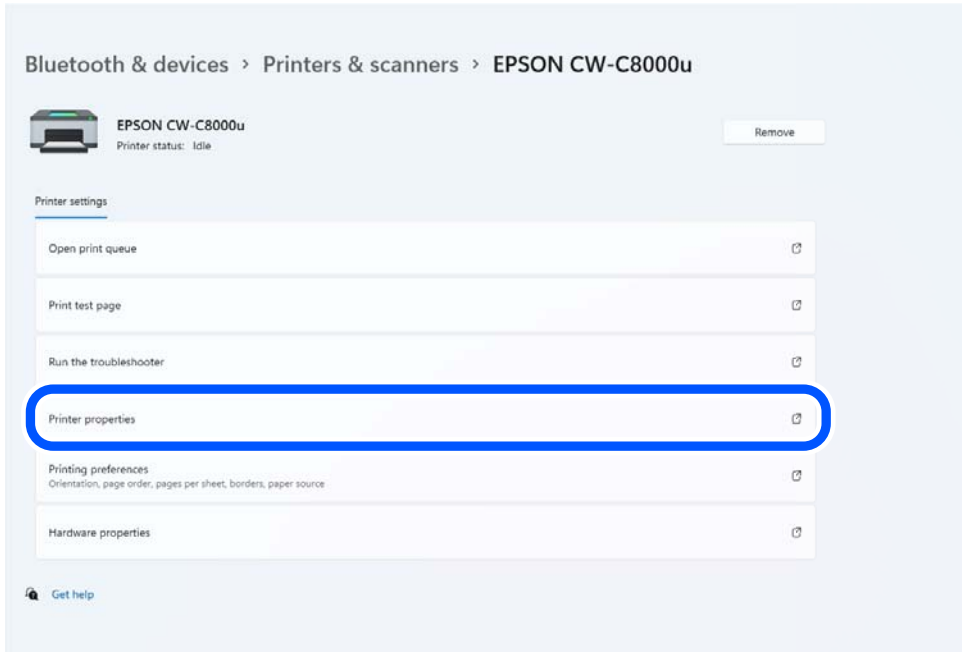 Bluetooth & devices > Printers & scanners > EPSON CW-C8000u
EPSON CW-C8000u
Printer status: Idle
Remove
Printer settings
Open print queue
Print test page
Run the troubleshooter
Printer properties
Printing preferences
Orientation, page order, pages per sheet, borders, paper source
Hardware properties
Get help